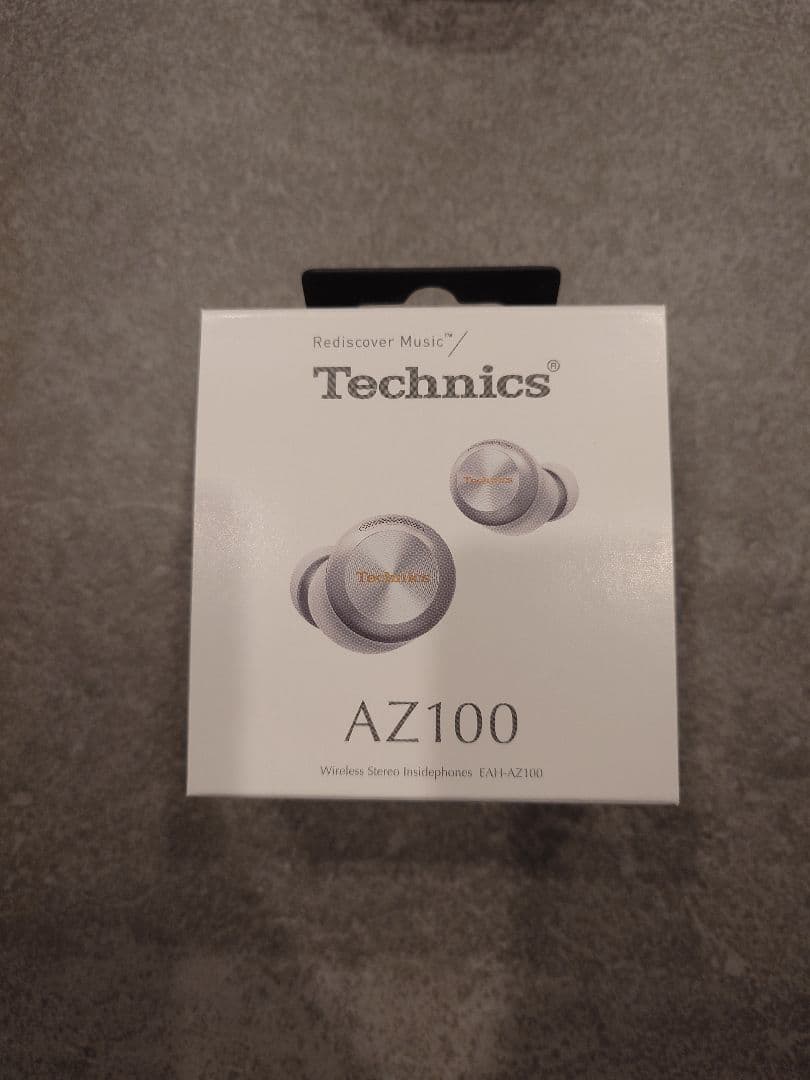 Rediscover Music™/
Technics®
Technics
Technics
AZ100
Wireless Stereo Insidephones EAH-AZ100